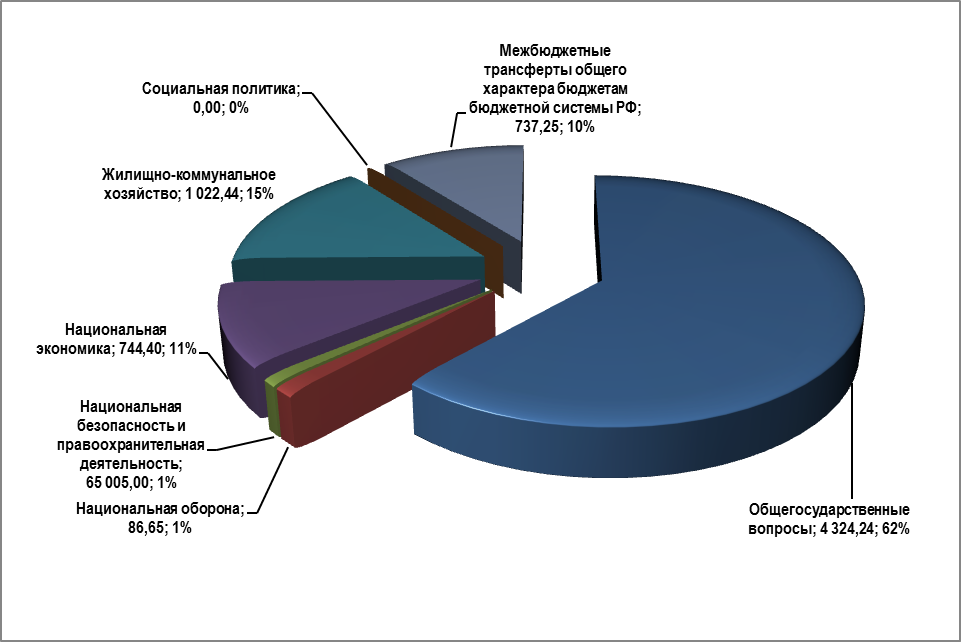 Межбюджетные
трансферты общего
характера бюджетам
бюджетной системы РФ;
737,25; 10%
Социальная политика;
0,00; 0%
Жилищно-коммунальное
хозяйство; 1 022,44; 15%
Национальная
экономика; 744,40; 11%
Национальная
безопасность и
правоохранительная
деятельность;
65 005,00; 1%
Национальная оборона;
86,65; 1%
Общегосударственные
вопросы; 4 324,24; 62%